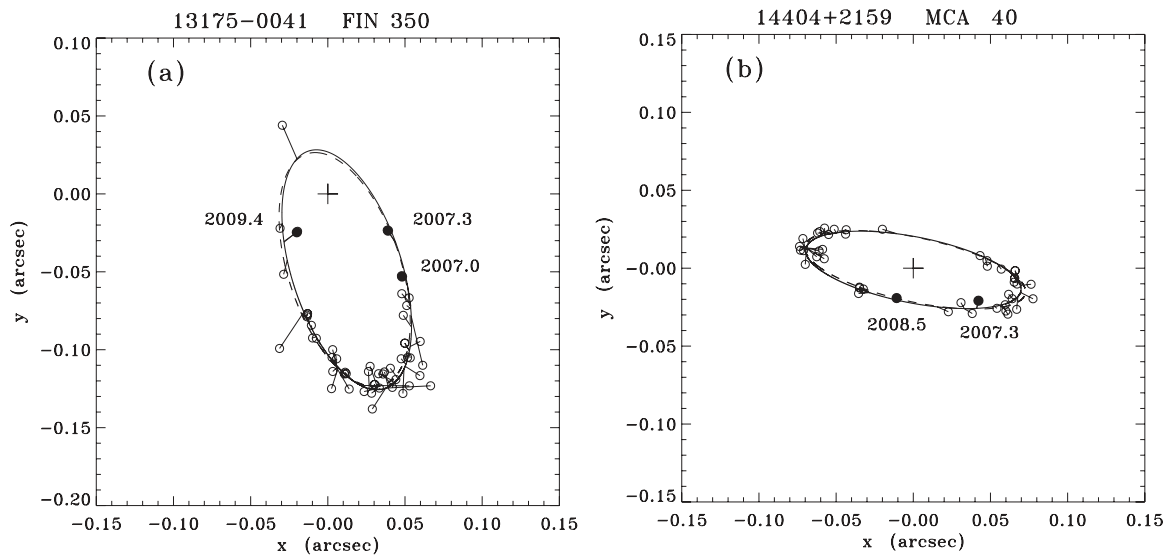 13175−0041 FIN 350
(a)
0.10
0.05
0.00
−0.05
−0.10
−0.15
−0.20
y (arcsec)
2009.4
2007.3
2007.0
−0.15 −0.10 −0.05 −0.00 0.05 0.10 0.15
x (arcsec)
14404+2159 MCA 40
(b)
0.15
0.10
0.05
−0.00
−0.05
−0.10
−0.15
y (arcsec)
2008.5
2007.3
−0.15 −0.10 −0.05 −0.00 0.05 0.10 0.15
x (arcsec)